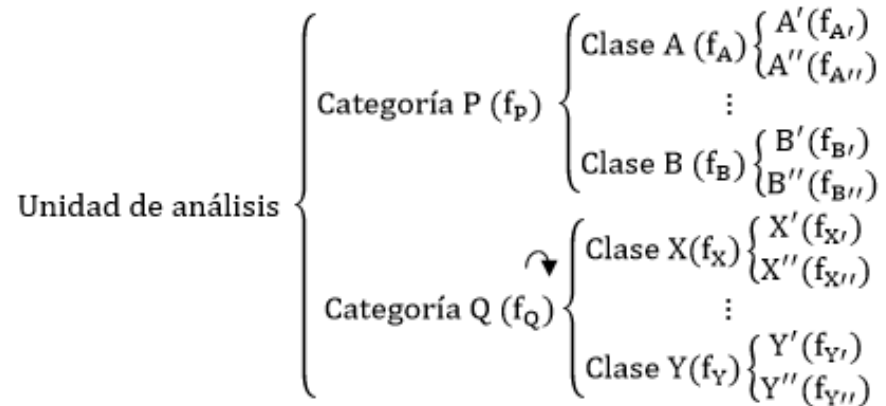 Clase A (f_A) { A′(f_A′)
A′′(f_A′′)
Categoría P (f_P)
⋮
Clase B (f_B) { B′(f_B′)
B′′(f_B′′)
Unidad de análisis
Clase X(f_X) { X′(f_X′)
X′′(f_X′′)
Categoría Q (f_Q)
⋮
Clase Y(f_Y) { Y′(f_Y′)
Y′′(f_Y′′)